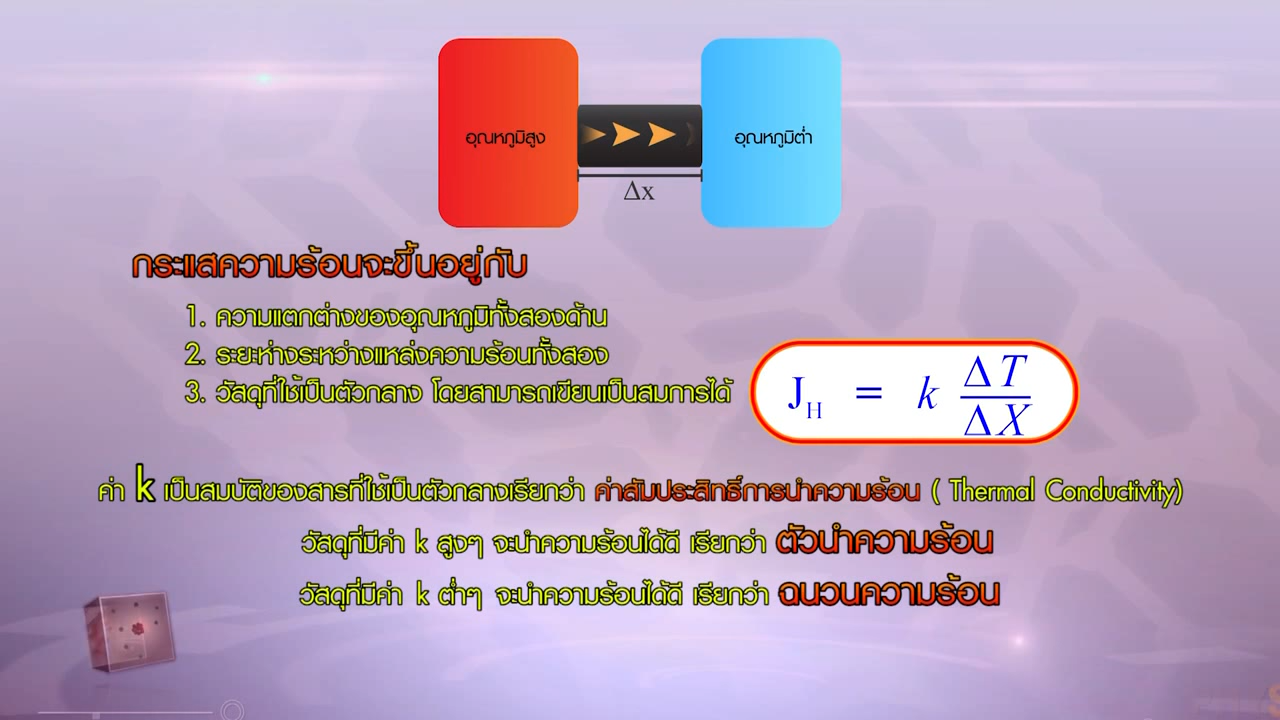 อุณหภูมิสูง
อุณหภูมิต่ำ
Δx
กระแสความร้อนจะขึ้นอยู่กับ
1. ความแตกต่างของอุณหภูมิทั้งสองด้าน
2. ระยะห่างระหว่างแหล่งความร้อนทั้งสอง
3. วัสดุที่ใช้เป็นตัวกลาง โดยสามารถเขียนเป็นสมการได้
J_H = k ΔT/ΔX
ค่า k เป็นสมบัติของสารที่ใช้เป็นตัวกลางเรียกว่า ค่าสัมประสิทธิ์การนำความร้อน ( Thermal Conductivity)
วัสดุที่มีค่า k สูงๆ จะนำความร้อนได้ดี เรียกว่า ตัวนำความร้อน
วัสดุที่มีค่า k ต่ำๆ จะนำความร้อนได้ดี เรียกว่า ฉนวนความร้อน